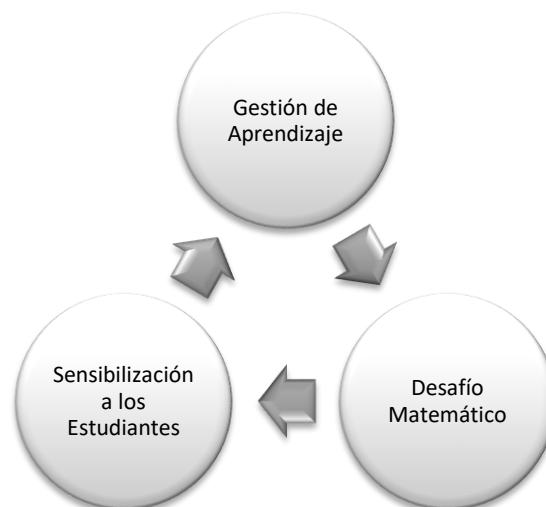 Gestión de
Aprendizaje
Sensibilización
a los
Estudiantes
Desafío
Matemático